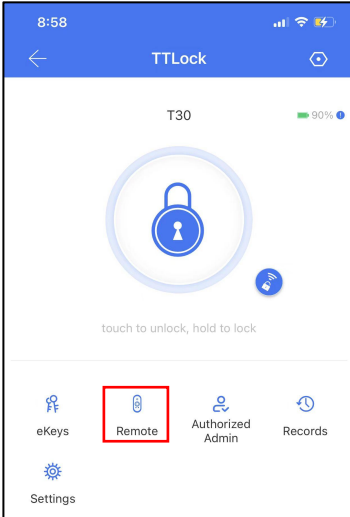 8:58
TTLock
T30
90%
touch to unlock, hold to lock
eKeys
Remote
Authorized
Admin
Records
Settings